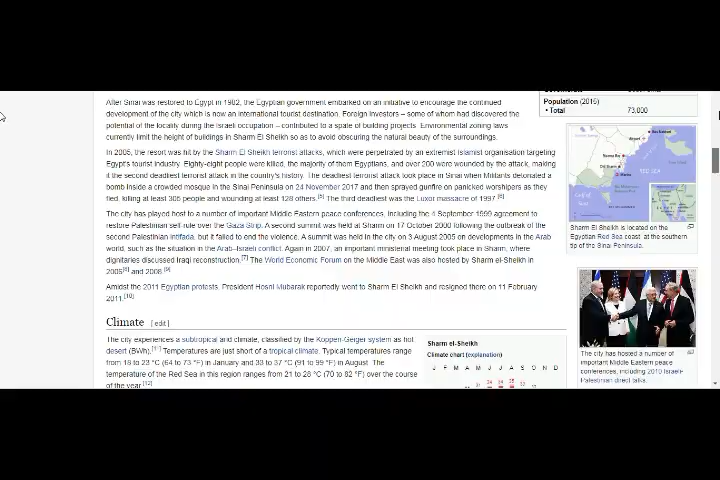 After Sinai was restored to Egypt in 1982, the Egyptian government embarked on an initiative to encourage the continued
development of the city which is now an international tourist destination. Foreign investors – some of whom had discovered the
potential of the locality during the Israeli occupation – contributed to a spate of building projects. Environmental zoning laws
currently limit the height of buildings in Sharm El Sheikh so as to avoid obscuring the natural beauty of the surroundings.
In 2005, the resort was hit by the Sharm El Sheikh terrorist attacks, which were perpetrated by an extremist Islamist organisation targeting
Egypt's tourist industry. Eighty-eight people were killed, the majority of them Egyptians, and over 200 were wounded by the attack, making
it the second deadliest terrorist attack in the country's history. The deadliest terrorist attack took place in Sinai when Militants detonated a
bomb inside a crowded mosque in the Sinai Peninsula on 24 November 2017 and then sprayed gunfire on panicked worshipers as they
fled, killing at least 305 people and wounding at least 128 others.[5] The third deadliest was the Luxor massacre of 1997 [6]
The city has played host to a number of important Middle Eastern peace conferences, including the 4 September 1999 agreement to
restore Palestinian self-rule over the Gaza Strip. A second summit was held at Sharm on 17 October 2000 following the outbreak of the
second Palestinian intifada, but it failed to end the violence. A summit was held in the city on 3 August 2005 on developments in the Arab
world, such as the situation in the Arab–Israeli conflict. Again in 2007, an important ministerial meeting took place in Sharm, where
dignitaries discussed Iraqi reconstruction.[7] The World Economic Forum on the Middle East was also hosted by Sharm el-Sheikh in
2006[8] and 2008.[9]
Amidst the 2011 Egyptian protests, President Hosni Mubarak reportedly went to Sharm El Sheikh and resigned there on 11 February
2011.[10]
Climate [ edit ]
The city experiences a subtropical arid climate, classified by the Köppen-Geiger system as hot
desert (BWh).[11] Temperatures are just short of a tropical climate. Typical temperatures range
from 18 to 23 °C (64 to 73 °F) in January and 33 to 37 °C (91 to 99 °F) in August. The
temperature of the Red Sea in this region ranges from 21 to 28 °C (70 to 82 °F) over the course
of the year.[12]
Sharm el-Sheikh
Climate chart (explanation)
J F M A M J J A S O N D
Population (2015)
• Total 73,000
RED SEA
Sharm El Sheikh is located on the
Egyptian Red Sea coast, at the southern
tip of the Sinai Peninsula.
The city has hosted a number of
important Middle Eastern peace
conferences, including 2010 Israeli-
Palestinian direct talks.